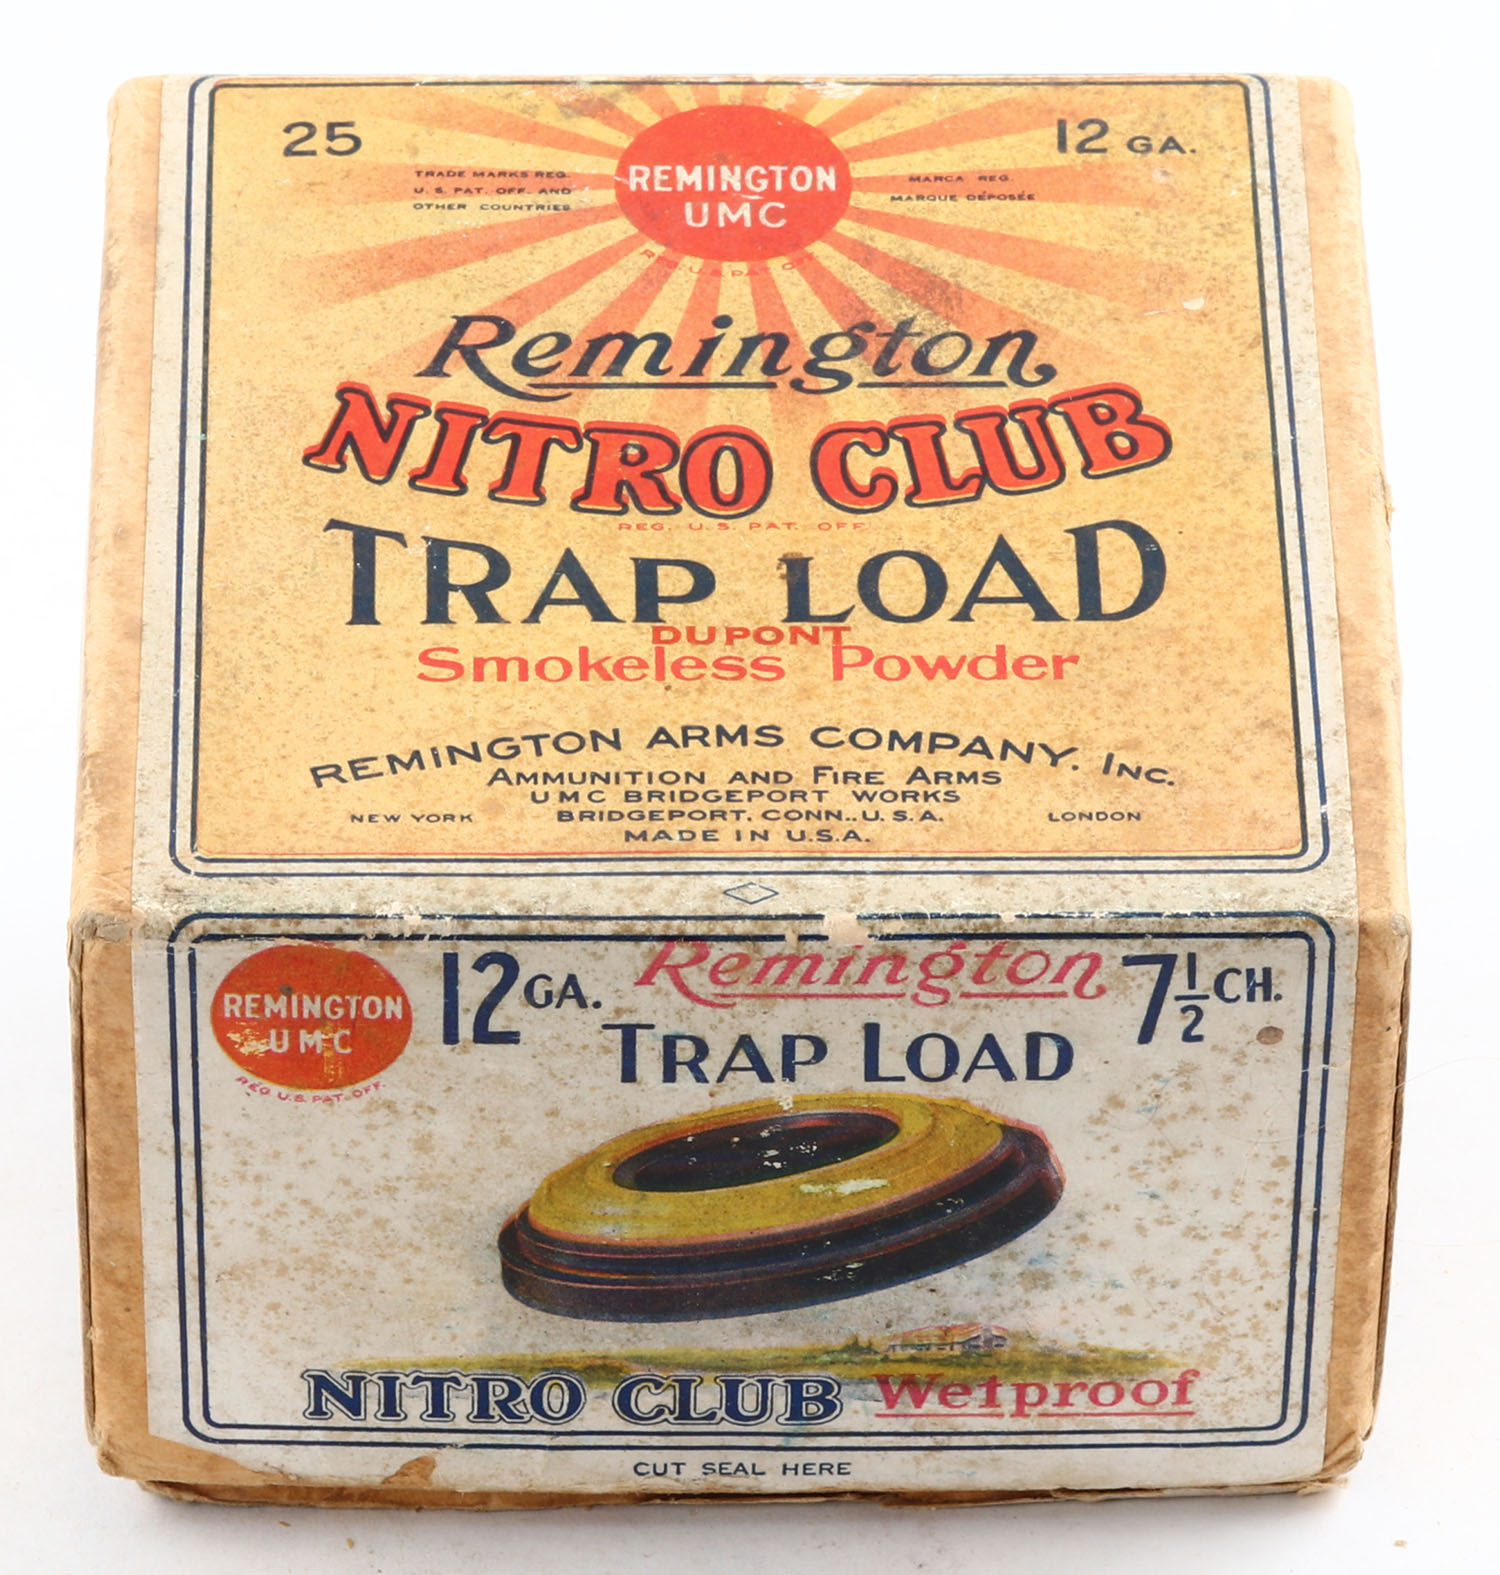 25
12 GA.
TRADE MARKS REG.
U. S. PAT. OFF. AND
OTHER COUNTRIES
REMINGTON
UMC
REG. U.S. PAT. OFF.
MARCA REG.
MARQUE DÉPOSÉE
Remington
NITRO CLUB
REG. U.S. PAT. OFF.
TRAP LOAD
DUPONT
Smokeless Powder
REMINGTON ARMS COMPANY. INC.
AMMUNITION AND FIRE ARMS
UMC BRIDGEPORT WORKS
NEW YORK BRIDGEPORT, CONN., U.S.A. LONDON
MADE IN U.S.A.
REMINGTON
UMC
REG U.S. PAT. OFF.
12 GA.
Remington
7 1/2 CH.
TRAP LOAD
NITRO CLUB Wetproof
CUT SEAL HERE